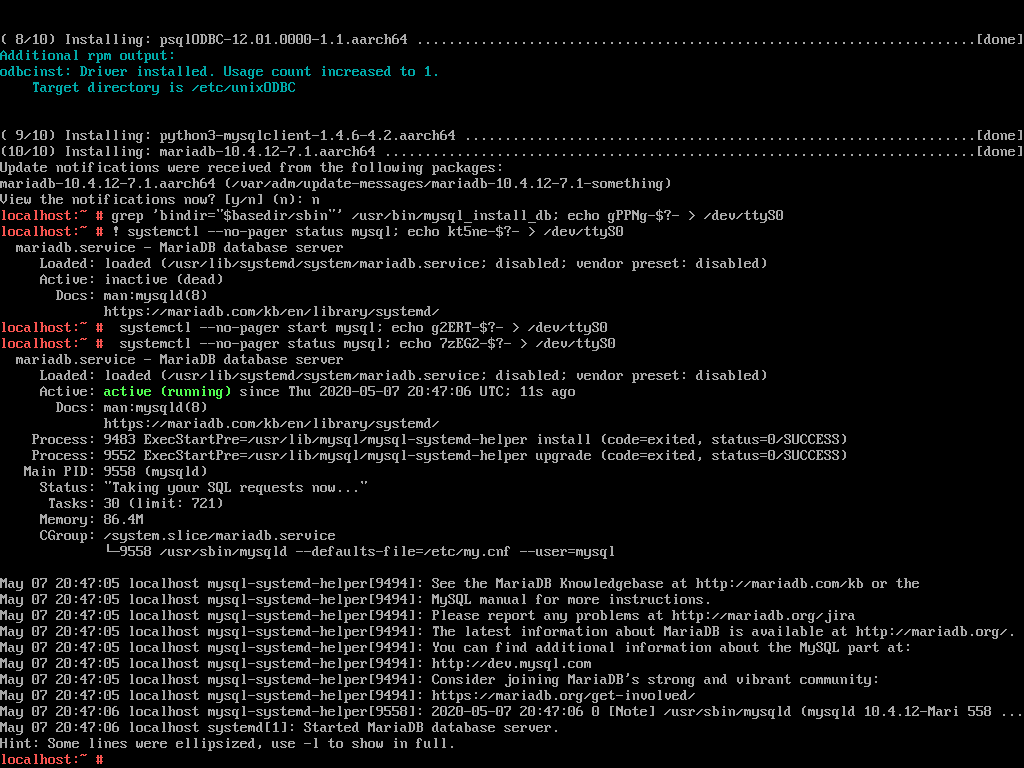 ( 8/10) Installing: psqlODBC-12.01.0000-1.1.aarch64 ......................................................................[done]
Additional rpm output:
odbcinst: Driver installed. Usage count increased to 1.
    Target directory is /etc/unixODBC
( 9/10) Installing: python3-mysqlclient-1.4.6-4.2.aarch64 ................................................................[done]
(10/10) Installing: mariadb-10.4.12-7.1.aarch64 ..........................................................................[done]
Update notifications were received from the following packages:
mariadb-10.4.12-7.1.aarch64 (/var/adm/update-messages/mariadb-10.4.12-7.1-something)
View the notifications now? [y/n] (n): n
localhost:~ # grep 'bindir="$basedir/sbin"' /usr/bin/mysql_install_db; echo gPPNg-$?- > /dev/ttyS0
localhost:~ # ! systemctl --no-pager status mysql; echo kt5ne-$?- > /dev/ttyS0
  mariadb.service - MariaDB database server
     Loaded: loaded (/usr/lib/systemd/system/mariadb.service; disabled; vendor preset: disabled)
     Active: inactive (dead)
       Docs: man:mysqld(8)
             https://mariadb.com/kb/en/library/systemd/
localhost:~ #  systemctl --no-pager start mysql; echo g2ERT-$?- > /dev/ttyS0
localhost:~ #  systemctl --no-pager status mysql; echo 7zEG2-$?- > /dev/ttyS0
  mariadb.service - MariaDB database server
     Loaded: loaded (/usr/lib/systemd/system/mariadb.service; disabled; vendor preset: disabled)
     Active: active (running) since Thu 2020-05-07 20:47:06 UTC; 11s ago
       Docs: man:mysqld(8)
             https://mariadb.com/kb/en/library/systemd/
    Process: 9483 ExecStartPre=/usr/lib/mysql/mysql-systemd-helper install (code=exited, status=0/SUCCESS)
    Process: 9552 ExecStartPre=/usr/lib/mysql/mysql-systemd-helper upgrade (code=exited, status=0/SUCCESS)
   Main PID: 9558 (mysqld)
     Status: "Taking your SQL requests now..."
      Tasks: 30 (limit: 721)
     Memory: 86.4M
     CGroup: /system.slice/mariadb.service
             └─9558 /usr/sbin/mysqld --defaults-file=/etc/my.cnf --user=mysql
May 07 20:47:05 localhost mysql-systemd-helper[9494]: See the MariaDB Knowledgebase at http://mariadb.com/kb or the
May 07 20:47:05 localhost mysql-systemd-helper[9494]: MySQL manual for more instructions.
May 07 20:47:05 localhost mysql-systemd-helper[9494]: Please report any problems at http://mariadb.org/jira
May 07 20:47:05 localhost mysql-systemd-helper[9494]: The latest information about MariaDB is available at http://mariadb.org/.
May 07 20:47:05 localhost mysql-systemd-helper[9494]: You can find additional information about the MySQL part at:
May 07 20:47:05 localhost mysql-systemd-helper[9494]: http://dev.mysql.com
May 07 20:47:05 localhost mysql-systemd-helper[9494]: Consider joining MariaDB's strong and vibrant community:
May 07 20:47:05 localhost mysql-systemd-helper[9494]: https://mariadb.org/get-involved/
May 07 20:47:06 localhost mysql-systemd-helper[9558]: 2020-05-07 20:47:06 0 [Note] /usr/sbin/mysqld (mysqld 10.4.12-Mari 558 ...
May 07 20:47:06 localhost systemd[1]: Started MariaDB database server.
Hint: Some lines were ellipsized, use -l to show in full.
localhost:~ #